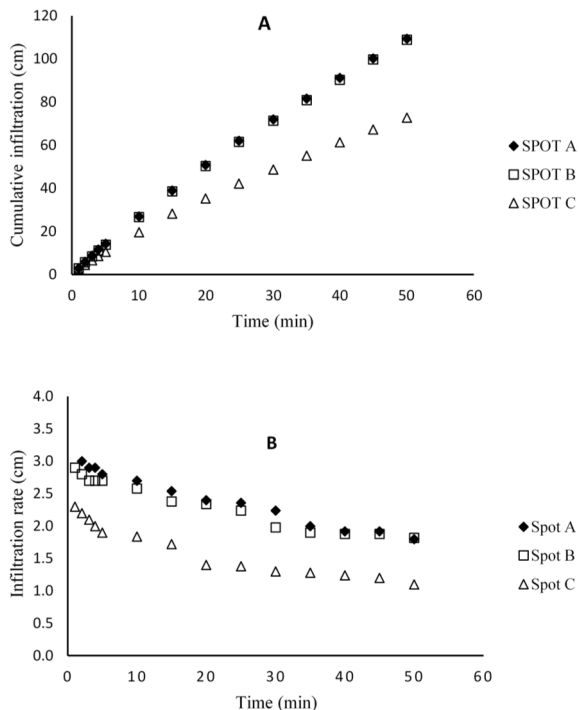 A
120
100
80
60
40
20
0
Cumulative infiltration (cm)
0 10 20 30 40 50 60
Time (min)
SPOT A
SPOT B
SPOT C
B
4.0
3.5
3.0
2.5
2.0
1.5
1.0
0.5
0.0
Infiltration rate (cm)
0 10 20 30 40 50 60
Time (min)
Spot A
Spot B
Spot C